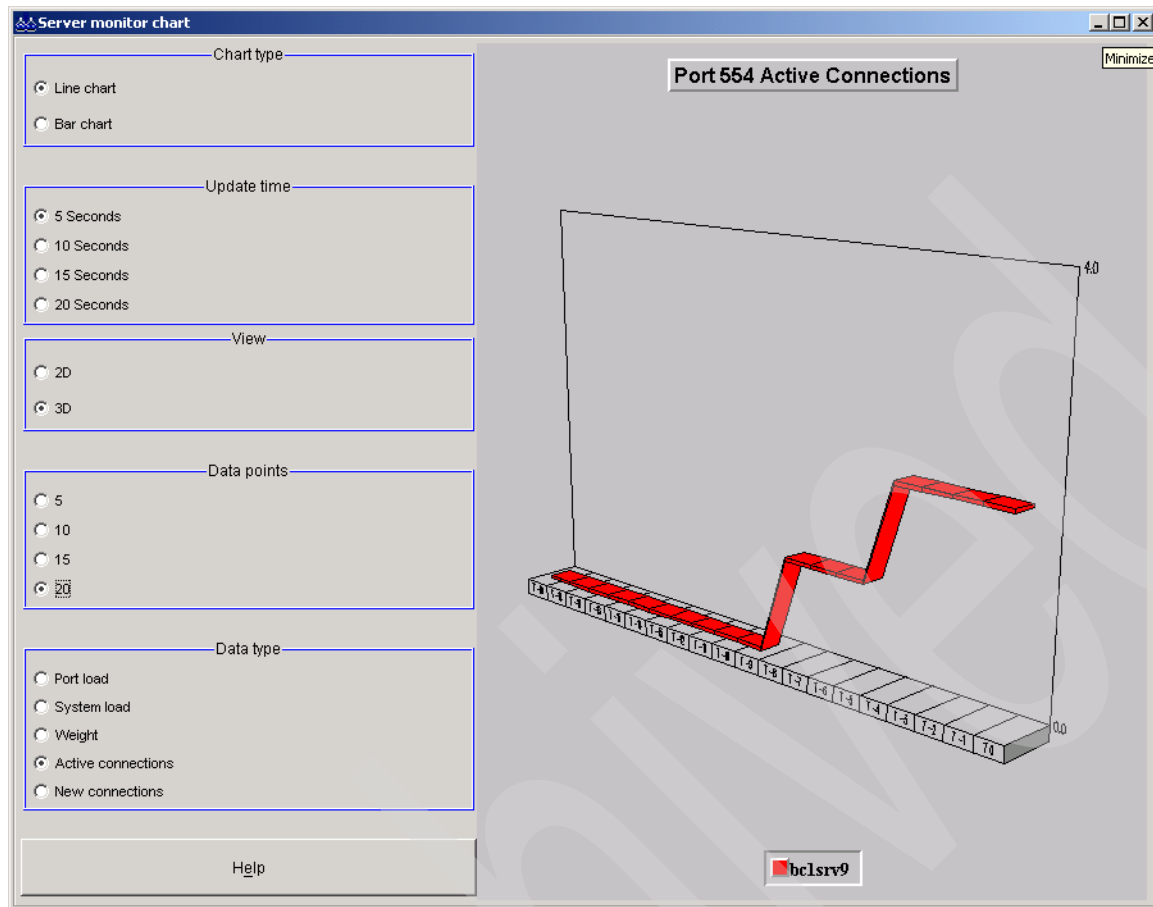 Server monitor chart
Minimize
Chart type
Line chart
Bar chart
Update time
5 Seconds
10 Seconds
15 Seconds
20 Seconds
View
2D
3D
Data points
5
10
15
20
Data type
Port load
System load
Weight
Active connections
New connections
Help
Port 554 Active Connections
4.0
0.0
T-9 T-8 T-7 T-6 T-5 T-4 T-3 T-2 T-1 T0
bclsrv9